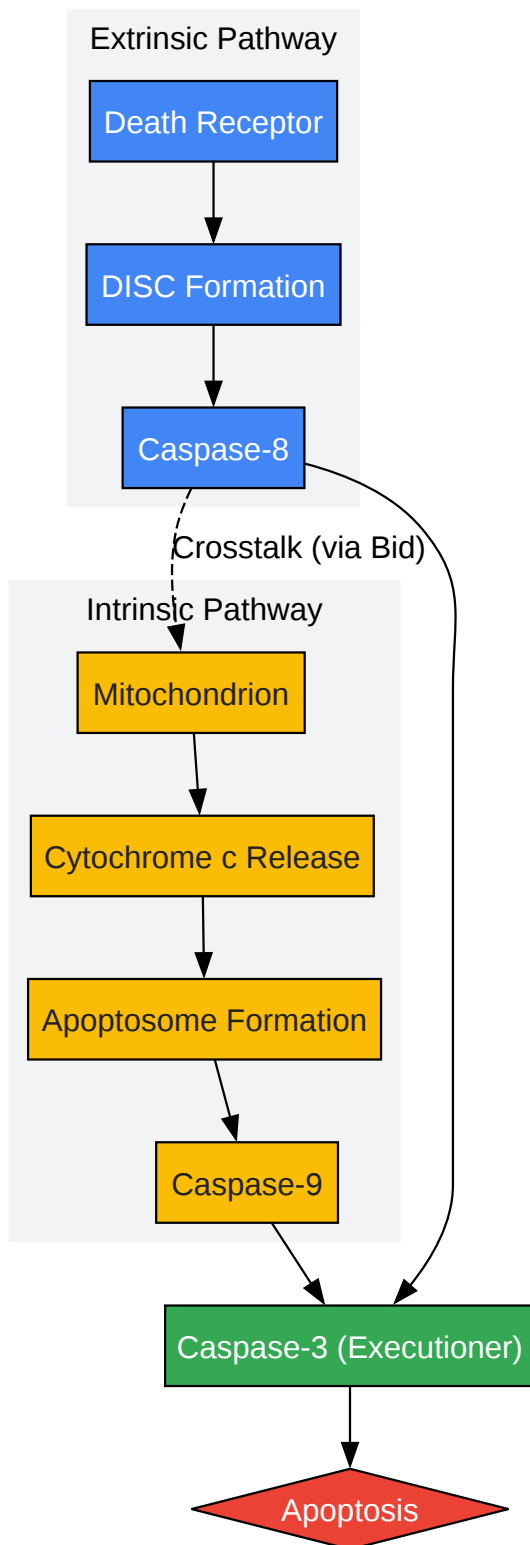 Extrinsic Pathway
Death Receptor
DISC Formation
Caspase-8
Crosstalk (via Bid)
Intrinsic Pathway
Mitochondrion
Cytochrome c Release
Apoptosome Formation
Caspase-9
Caspase-3 (Executioner)
Apoptosis